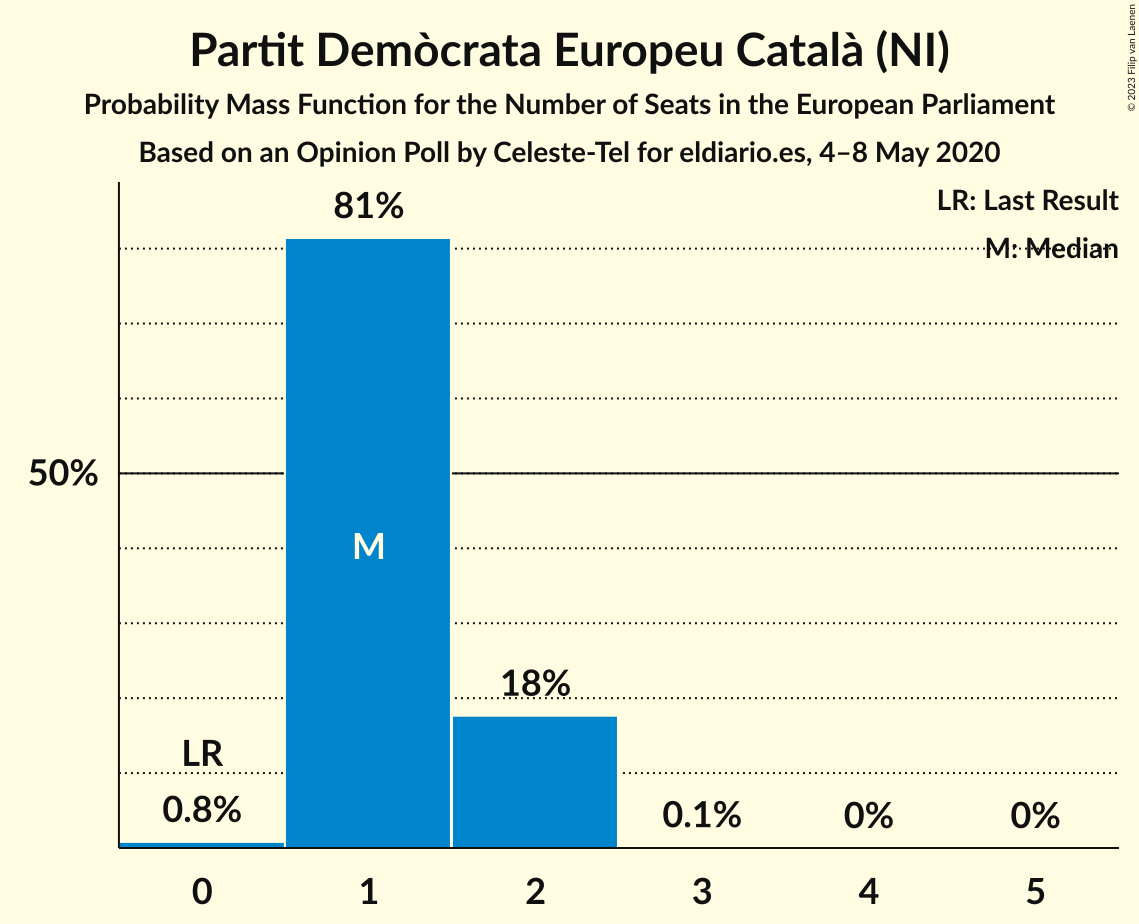 Partit Demòcrata Europeu Català (NI)
Probability Mass Function for the Number of Seats in the European Parliament
Based on an Opinion Poll by Celeste-Tel for eldiario.es, 4–8 May 2020
© 2023 Filip van Laenen
LR: Last Result
M: Median
81%
50%
M
18%
LR
0.8%
0.1%
0%
0%
0 1 2 3 4 5